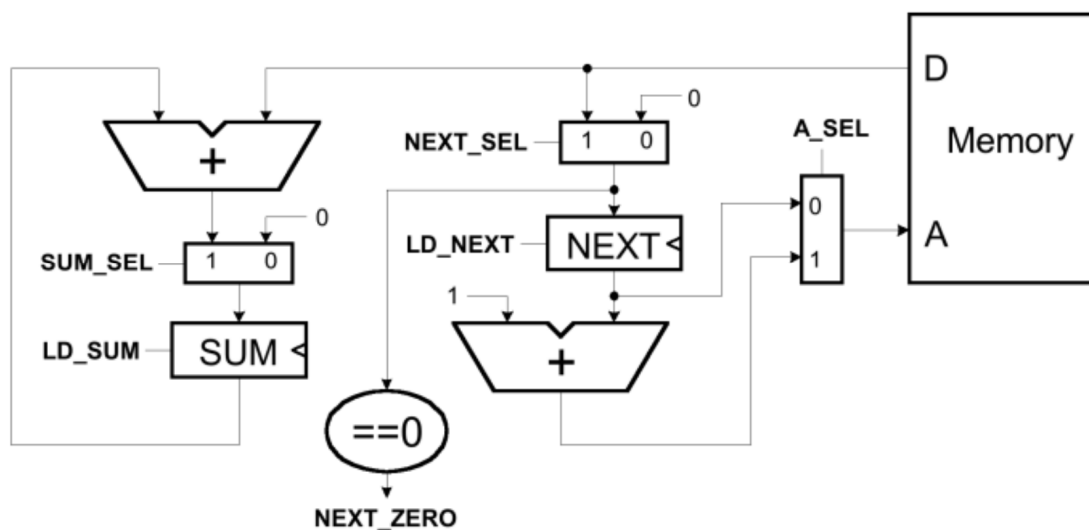 D
0
A_SEL
NEXT_SEL
1 0
Memory
+
0
0
A
LD_NEXT
NEXT
SUM_SEL
1 0
1
1
LD_SUM
SUM
+
==0
NEXT_ZERO